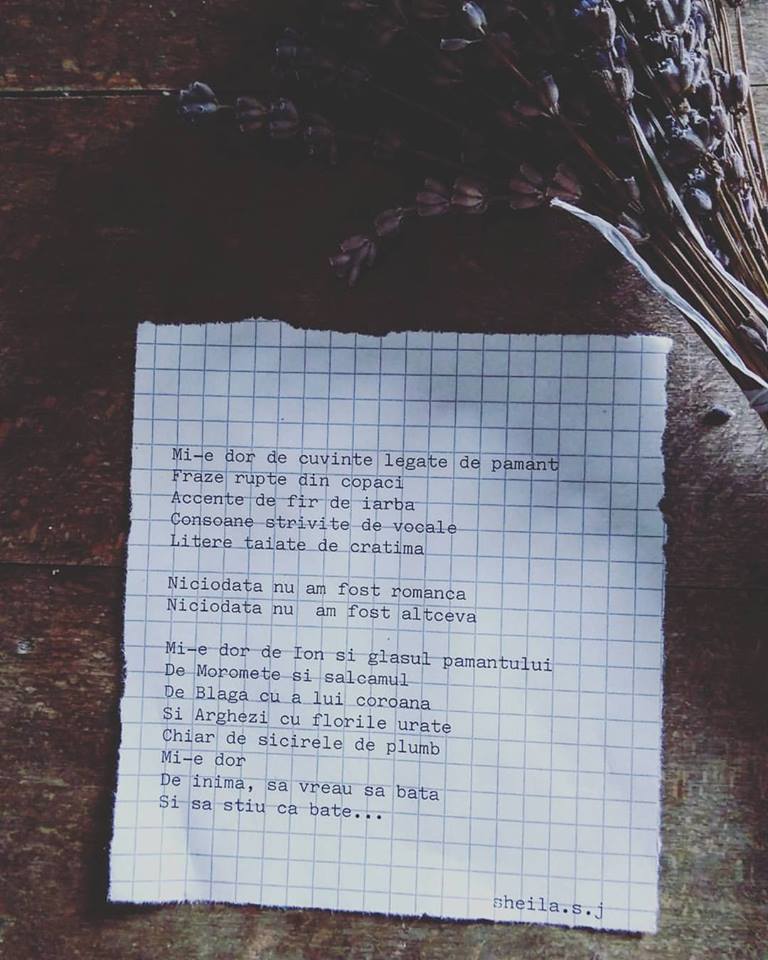 Mi-e dor de cuvinte legate de pamant
Fraze rupte din copaci
Accente de fir de iarba
Consoane strivite de vocale
Litere taiate de cratima
Niciodata nu am fost romanca
Niciodata nu am fost altceva
Mi-e dor de Ion si glasul pamantului
De Moromete si salcamul
De Blaga cu a lui coroana
Si Arghezi cu florile urate
Chiar de sicirele de plumb
Mi-e dor
De inima, sa vreau sa bata
Si sa stiu ca bate...
sheila.s.j